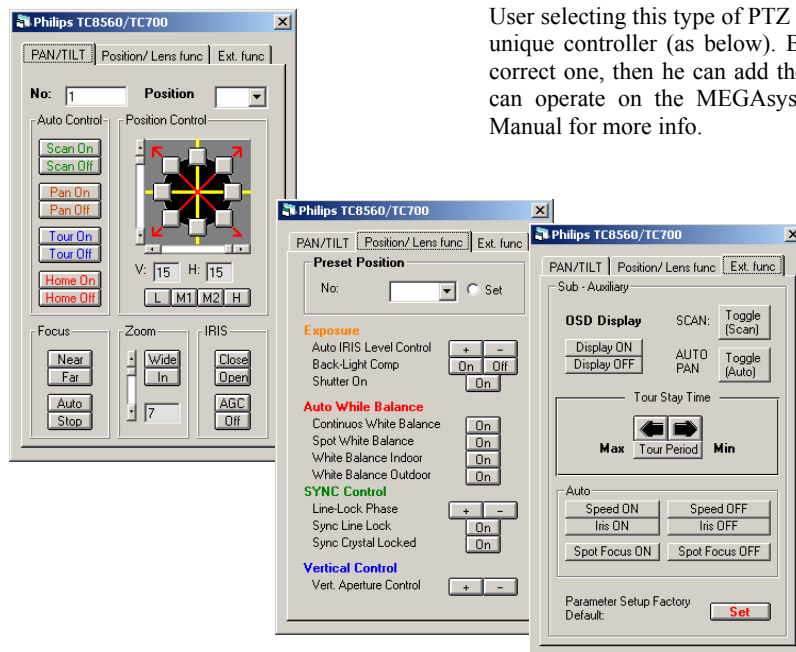 User selecting this type of PTZ
unique controller (as below). B
correct one, then he can add the
can operate on the MEGAsys
Manual for more info.
Philips TC8560/TC700
PAN/TILT Position/ Lens func Ext. func
No: 1 Position
Auto Control
Scan On
Scan Off
Pan On
Pan Off
Tour On
Tour Off
Home On
Home Off
Position Control
V: 15 H: 15
L M1 M2 H
Focus
Near
Far
Auto
Stop
Zoom
Wide
In
7
IRIS
Close
Open
AGC
Off
Philips TC8560/TC700
PAN/TILT Position/ Lens func Ext. func
Preset Position
No: Set
Exposure
Auto IRIS Level Control + -
Back-Light Comp On Off
Shutter On On
Auto While Balance
Continuos White Balance On
Spot White Balance On
White Balance Indoor On
White Balance Outdoor On
SYNC Control
Line-Lock Phase + -
Sync Line Lock On
Sync Crystal Locked On
Vertical Control
Vert. Aperture Control + -
Philips TC8560/TC700
PAN/TILT Position/ Lens func Ext. func
Sub - Auxiliary
OSD Display
Display ON
Display OFF
SCAN: Toggle
(Scan)
AUTO
PAN
Toggle
(Auto)
Tour Stay Time
Max Tour Period Min
Auto
Speed ON Speed OFF
Iris ON Iris OFF
Spot Focus ON Spot Focus OFF
Parameter Setup Factory
Default: Set